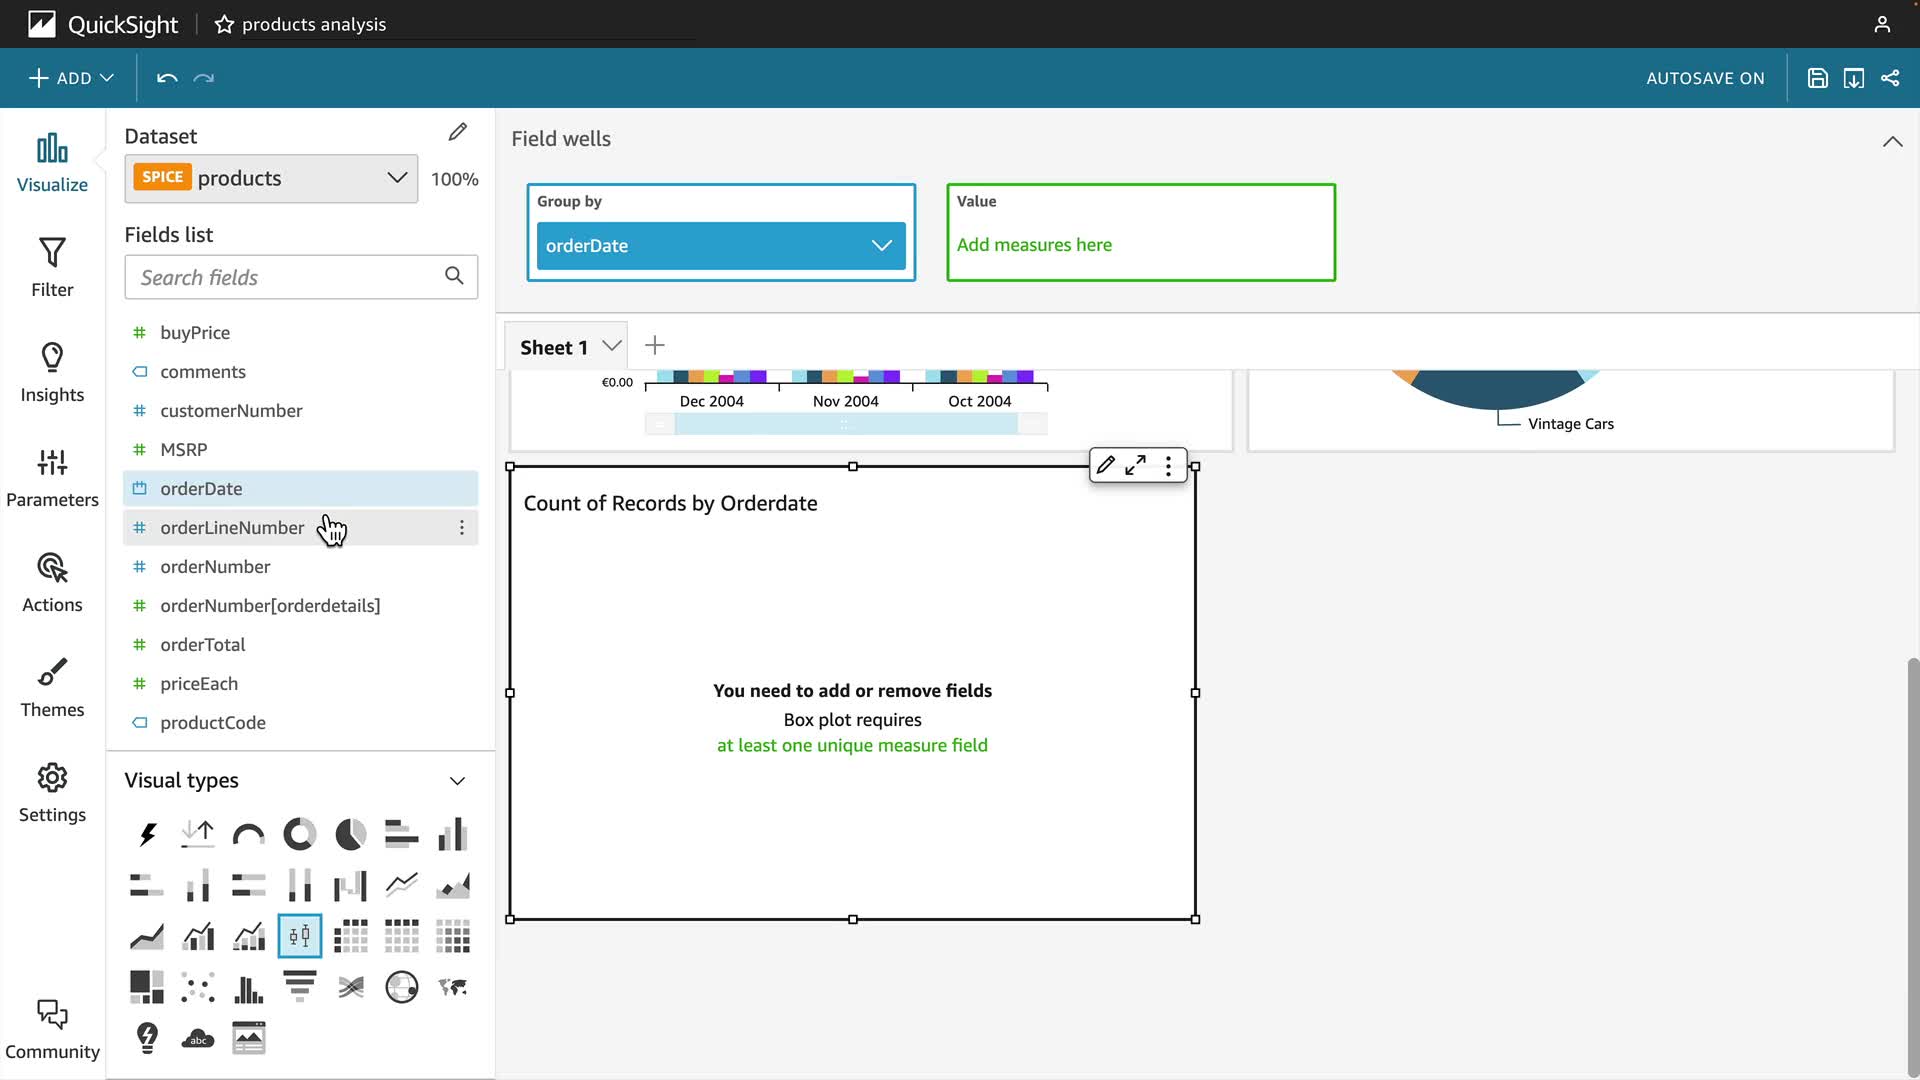 QuickSight
products analysis
ADD
AUTOSAVE ON
Visualize
Filter
Insights
Parameters
Actions
Themes
Settings
Community
Dataset
SPICE products
100%
Fields list
Search fields
buyPrice
comments
customerNumber
MSRP
orderDate
orderLineNumber
orderNumber
orderNumber[orderdetails]
orderTotal
priceEach
productCode
Visual types
abc
Field wells
Group by
orderDate
Value
Add measures here
Sheet 1
€0.00
Dec 2004
Nov 2004
Oct 2004
Vintage Cars
Count of Records by Orderdate
You need to add or remove fields
Box plot requires
at least one unique measure field